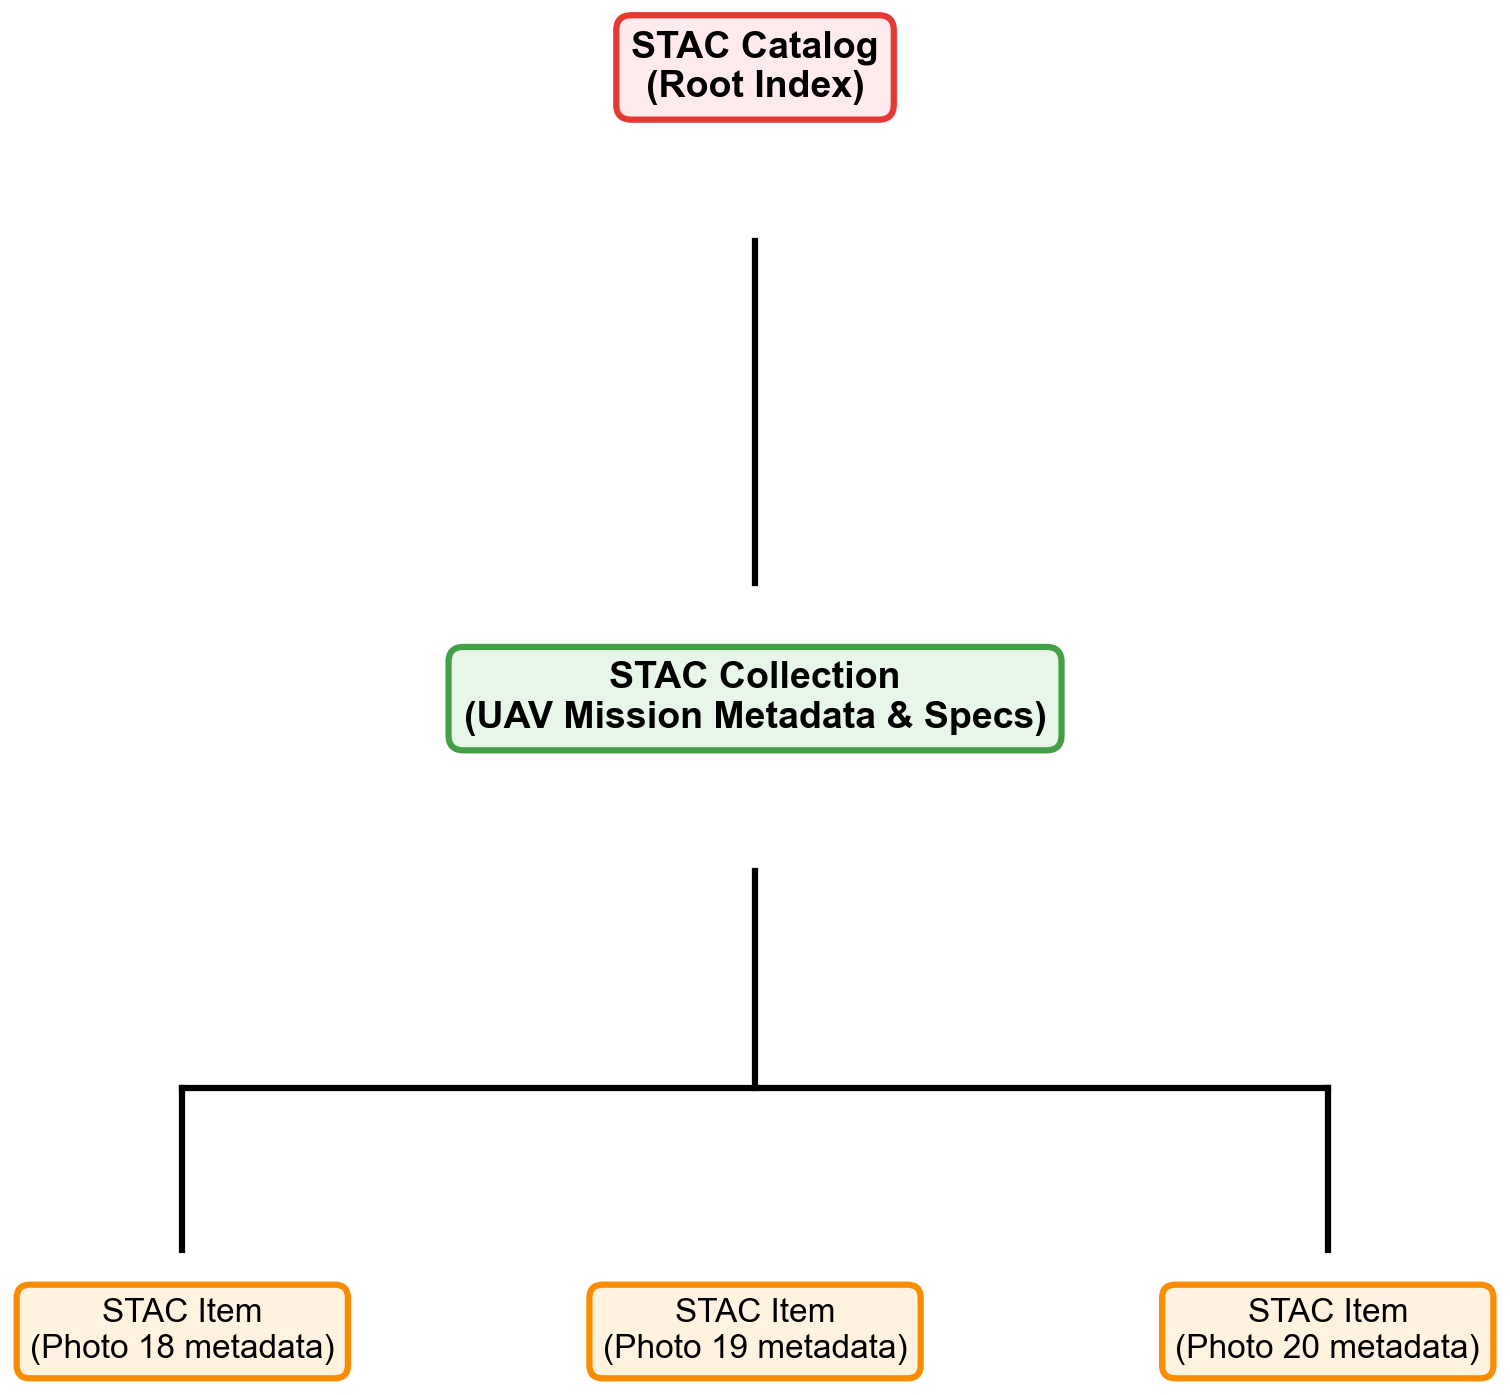 STAC Catalog
(Root Index)
STAC Collection
(UAV Mission Metadata & Specs)
STAC Item
(Photo 18 metadata)
STAC Item
(Photo 19 metadata)
STAC Item
(Photo 20 metadata)